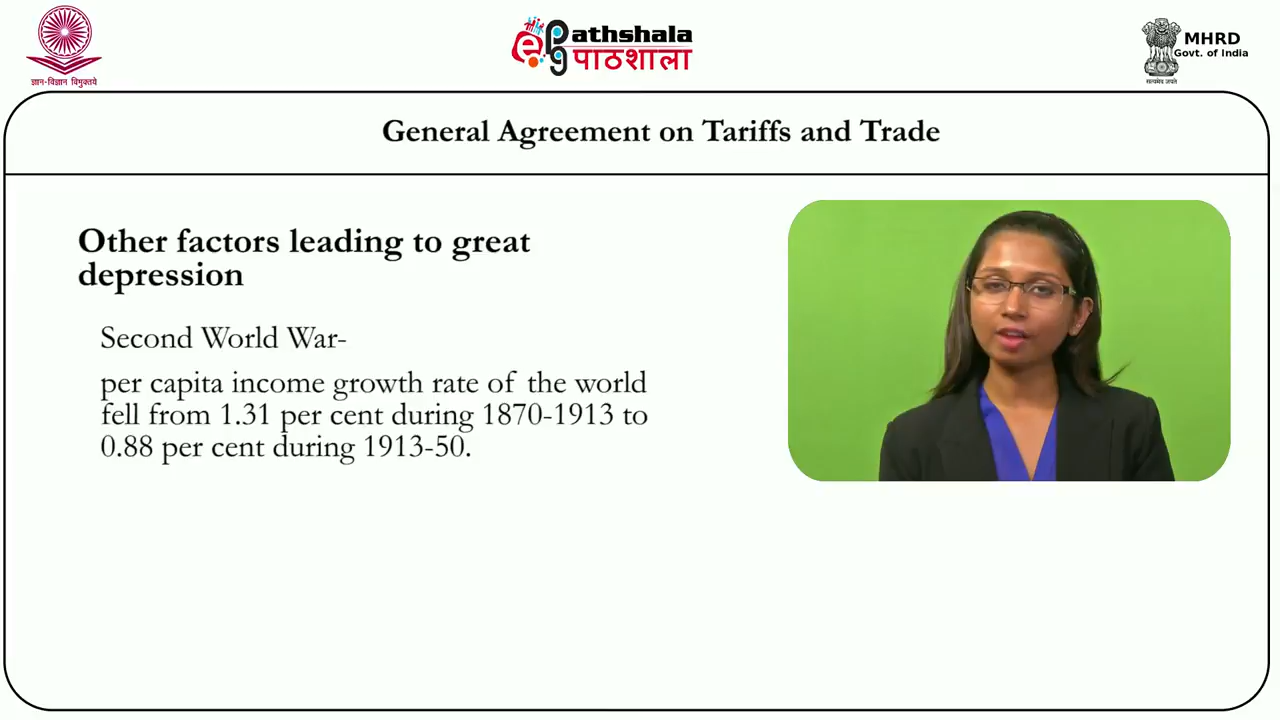 ज्ञान-विज्ञान विमुक्तये
ePG Pathshala
पाठशाला
MHRD
Govt. of India
सत्यमेव जयते
General Agreement on Tariffs and Trade
Other factors leading to great
depression
Second World War-
per capita income growth rate of the world
fell from 1.31 per cent during 1870-1913 to
0.88 per cent during 1913-50.